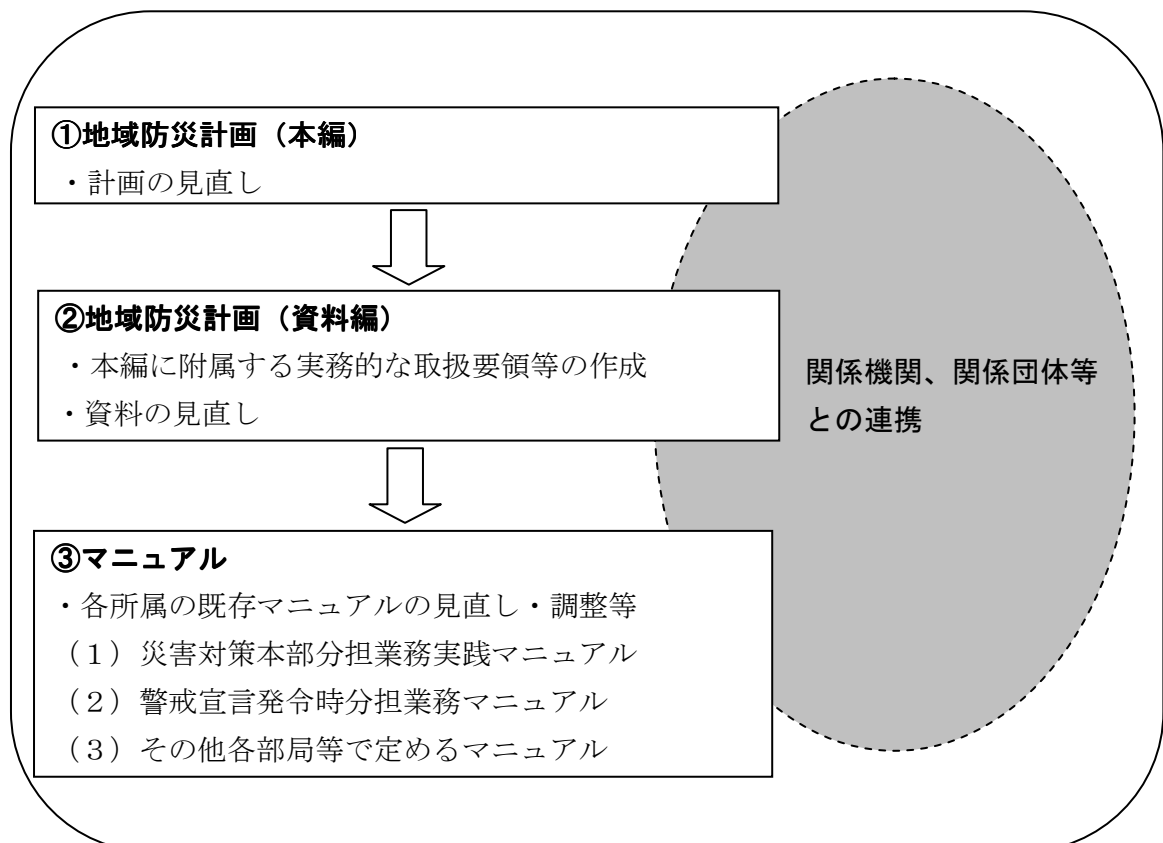 ①地域防災計画（本編）
・計画の見直し
②地域防災計画（資料編）
・本編に附属する実務的な取扱要領等の作成
・資料の見直し
関係機関、関係団体等
との連携
③マニュアル
・各所属の既存マニュアルの見直し・調整等
（１）災害対策本部分担業務実践マニュアル
（２）警戒宣言発令時分担業務マニュアル
（３）その他各部局等で定めるマニュアル